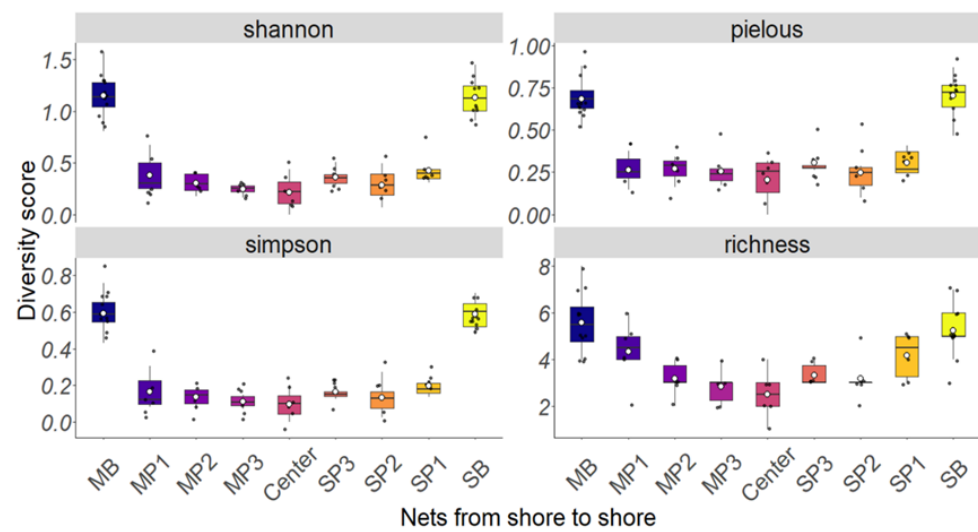 shannon
pielous
1.5
1.0
0.5
0.0
1.00
0.75
0.50
0.25
0.00
Diversity score
simpson
richness
0.8
0.6
0.4
0.2
0.0
8
6
4
2
MB MP1 MP2 MP3 Center SP3 SP2 SP1 SB
MB MP1 MP2 MP3 Center SP3 SP2 SP1 SB
Nets from shore to shore